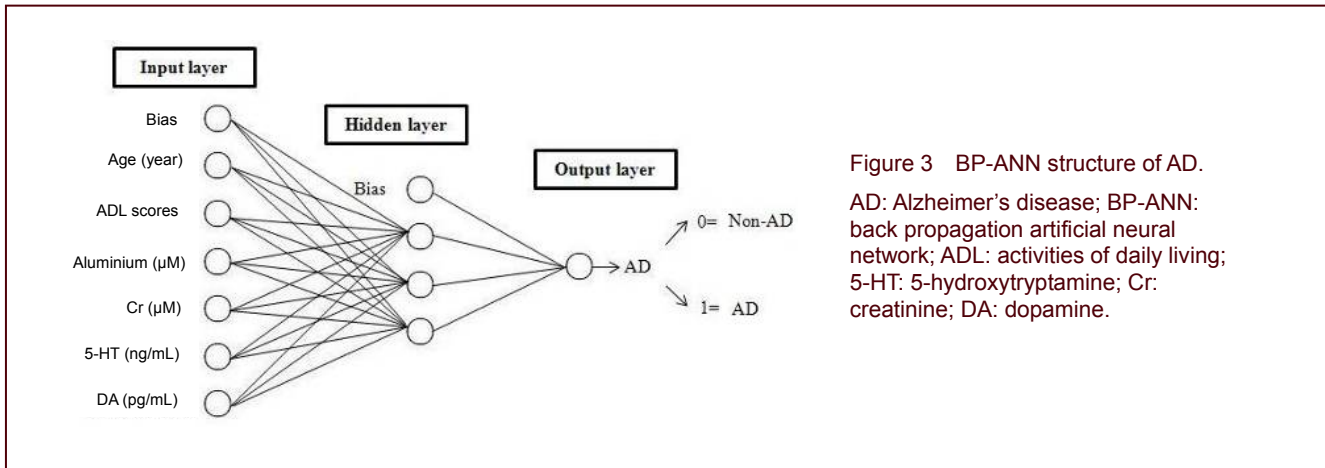 Input layer
Bias
Age (year)
ADL scores
Aluminium (µM)
Cr (µM)
5-HT (ng/mL)
DA (pg/mL)
Hidden layer
Bias
Output layer
AD
0= Non-AD
1= AD
Figure 3 BP-ANN structure of AD.
AD: Alzheimer’s disease; BP-ANN:
back propagation artificial neural
network; ADL: activities of daily living;
5-HT: 5-hydroxytryptamine; Cr:
creatinine; DA: dopamine.